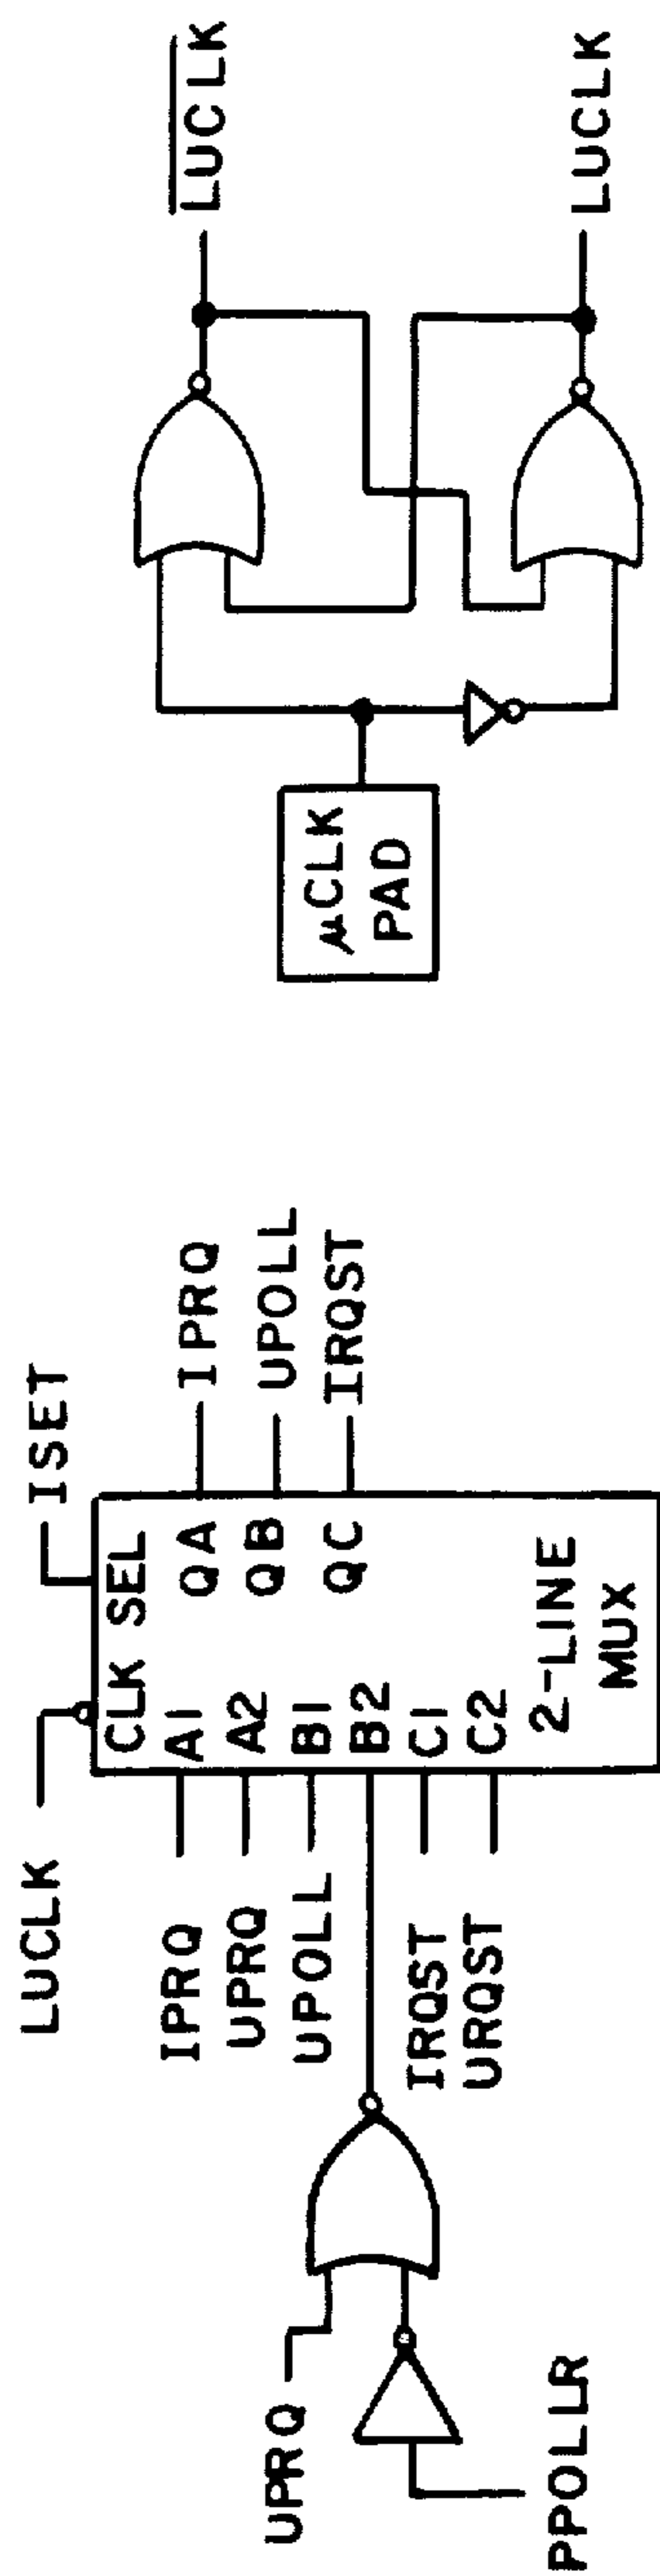 LUCLK
ISET
CLK SEL
IPRQ
A1
QA
IPRQ
UPRQ
A2
QB
UPOLL
UPOLL
B1
QC
IRQST
B2
IRQST
C1
URQST
C2
2-LINE
MUX
UPRQ
PPOLLR
μCLK
PAD
LUCLK
LUCLK